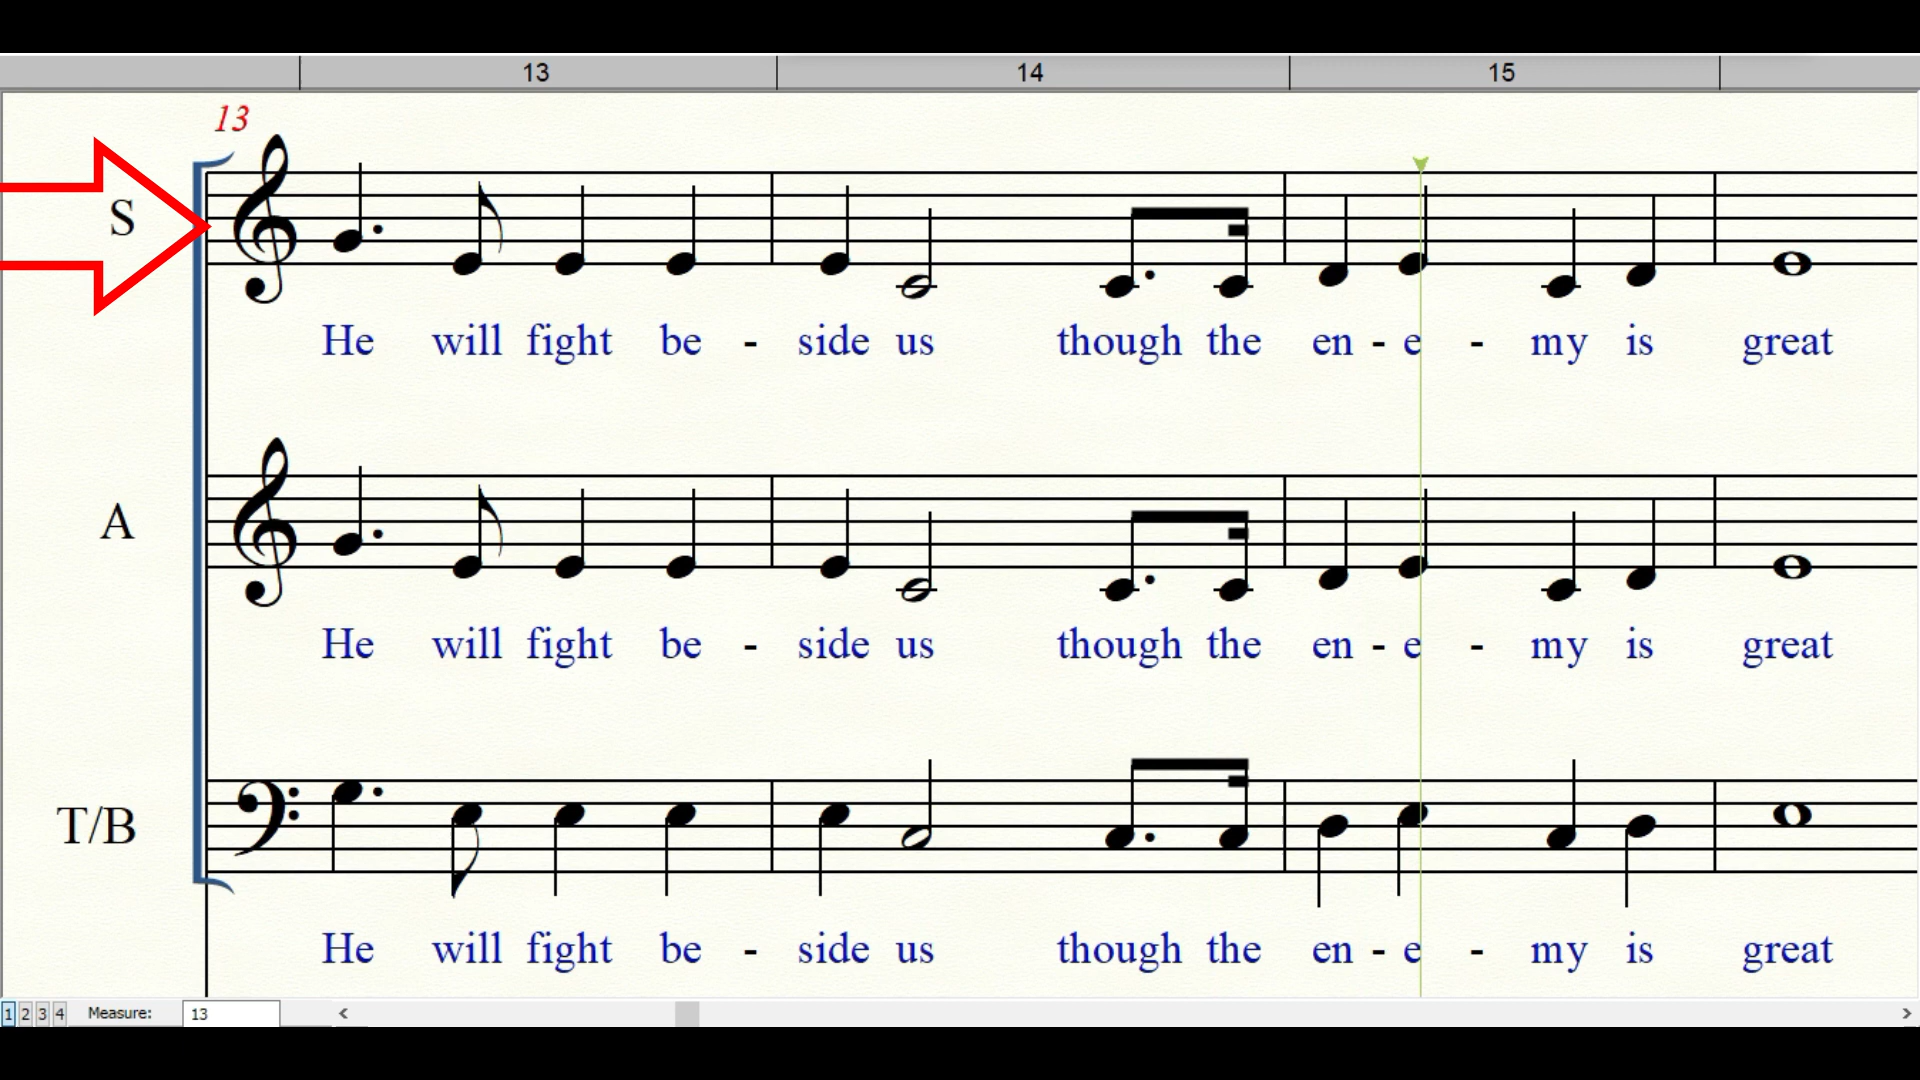 13 14 15
13
S
He will fight be - side us though the en - e - my is great
A
He will fight be - side us though the en - e - my is great
T/B
He will fight be - side us though the en - e - my is great
1 2 3 4 Measure: 13 < >